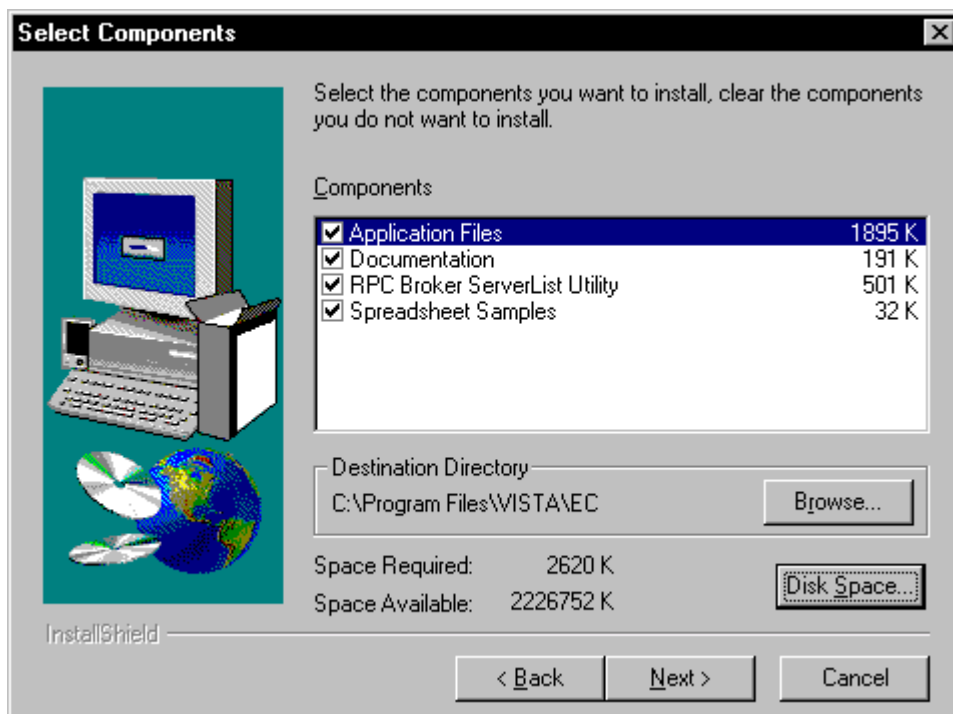 Select Components
Select the components you want to install, clear the components
you do not want to install.
Components
Application Files 1895 K
Documentation 191 K
RPC Broker ServerList Utility 501 K
Spreadsheet Samples 32 K
Destination Directory
C:\Program Files\VISTA\EC Browse...
Space Required: 2620 K
Space Available: 2226752 K
Disk Space...
InstallShield
< Back Next > Cancel